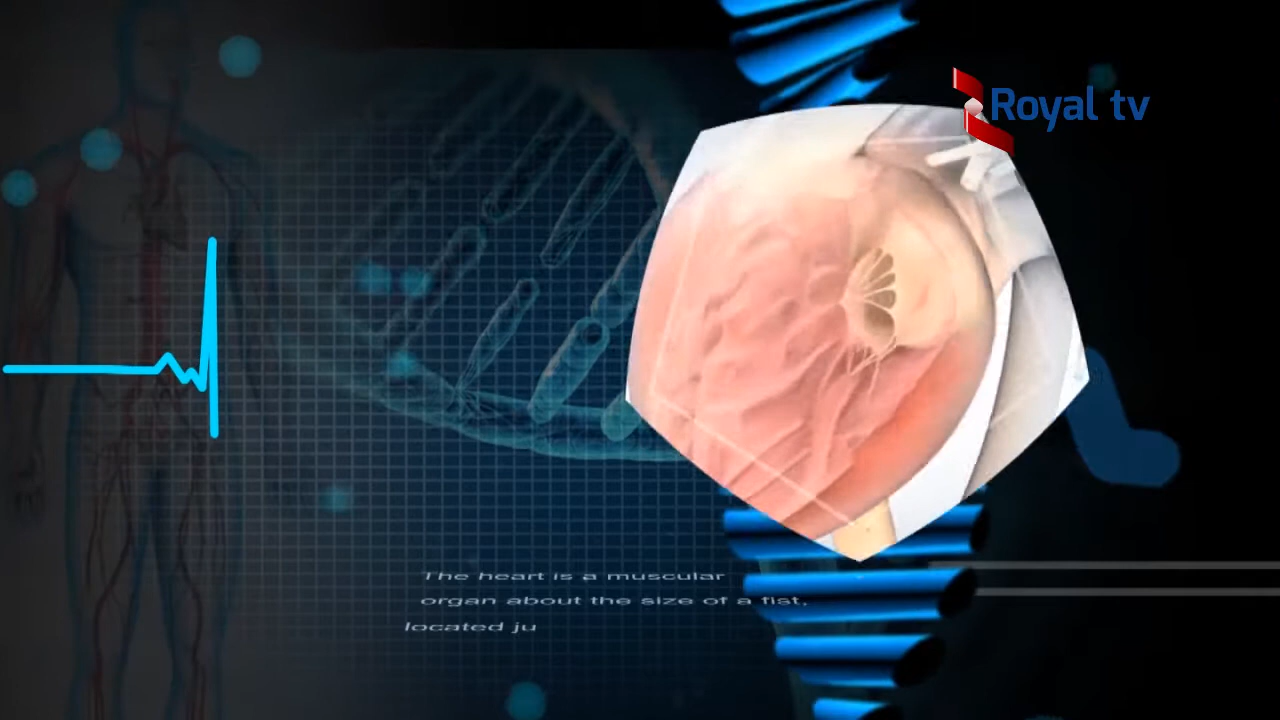 Royal tv
The heart is a muscular
organ about the size of a fist,
located ju